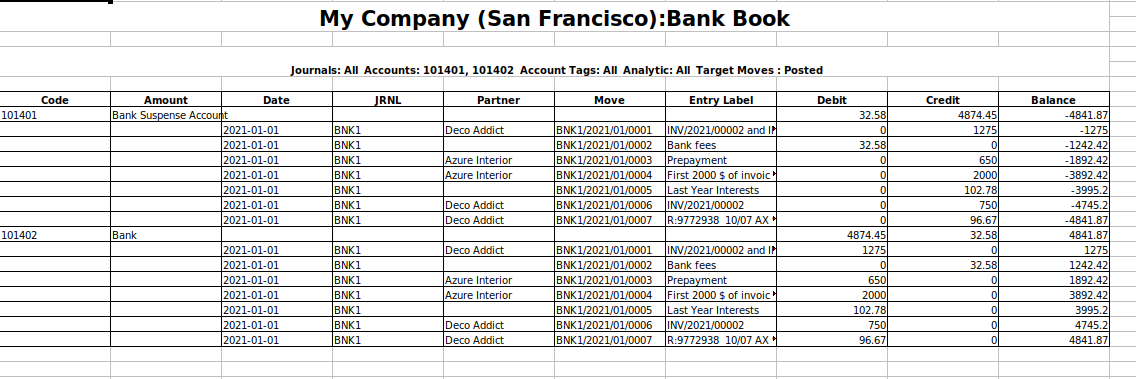 My Company (San Francisco):Bank Book
Journals: All Accounts: 101401, 101402 Account Tags: All Analytic: All Target Moves : Posted
Code Amount Date JRNL Partner Move Entry Label Debit Credit Balance
101401 Bank Suspense Account 32.58 4874.45 -4841.87
2021-01-01 BNK1 Deco Addict BNK1/2021/01/0001 INV/2021/00002 and 0 1275 -1275
2021-01-01 BNK1 BNK1/2021/01/0002 Bank fees 32.58 0 -1242.42
2021-01-01 BNK1 Azure Interior BNK1/2021/01/0003 Prepayment 0 650 -1892.42
2021-01-01 BNK1 Azure Interior BNK1/2021/01/0004 First 2000 $ of invoic 0 2000 -3892.42
2021-01-01 BNK1 BNK1/2021/01/0005 Last Year Interests 0 102.78 -3995.2
2021-01-01 BNK1 Deco Addict BNK1/2021/01/0006 INV/2021/00002 0 750 -4745.2
2021-01-01 BNK1 Deco Addict BNK1/2021/01/0007 R:9772938 10/07 AX 0 96.67 -4841.87
101402 Bank 4874.45 32.58 4841.87
2021-01-01 BNK1 Deco Addict BNK1/2021/01/0001 INV/2021/00002 and 1275 0 1275
2021-01-01 BNK1 BNK1/2021/01/0002 Bank fees 0 32.58 1242.42
2021-01-01 BNK1 Azure Interior BNK1/2021/01/0003 Prepayment 650 0 1892.42
2021-01-01 BNK1 Azure Interior BNK1/2021/01/0004 First 2000 $ of invoic 2000 0 3892.42
2021-01-01 BNK1 BNK1/2021/01/0005 Last Year Interests 102.78 0 3995.2
2021-01-01 BNK1 Deco Addict BNK1/2021/01/0006 INV/2021/00002 750 0 4745.2
2021-01-01 BNK1 Deco Addict BNK1/2021/01/0007 R:9772938 10/07 AX 96.67 0 4841.87